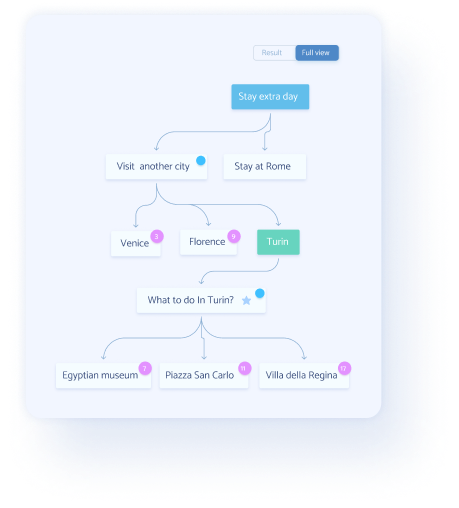 Result Full view
Stay extra day
Visit another city
Stay at Rome
Venice 3
Florence 9
Turin
What to do In Turin?
Egyptian museum 7
Piazza San Carlo 11
Villa della Regina 17